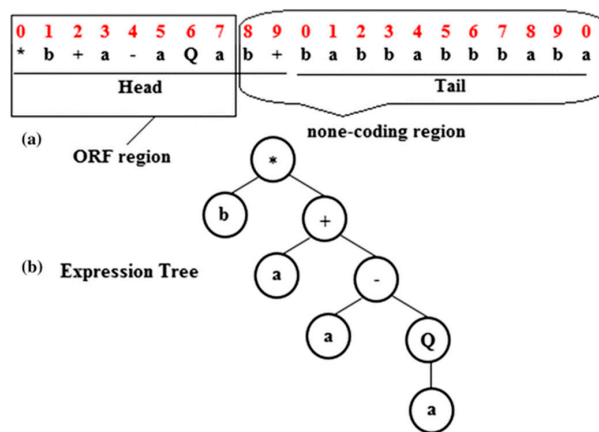 0 1 2 3 4 5 6 7 8 9 0 1 2 3 4 5 6 7 8 9 0
* b + a - a Q a b + b a b b a b b b a b a
Head Tail
(a) ORF region none-coding region
*
b +
(b) Expression Tree a -
a Q
a